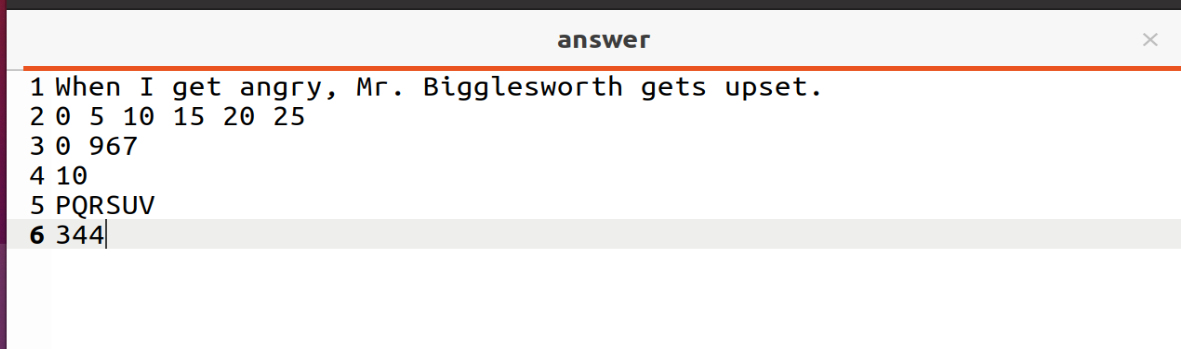 answer
1 When I get angry, Mr. Bigglesworth gets upset.
2 0 5 10 15 20 25
3 0 967
4 10
5 PQRSUV
6 344